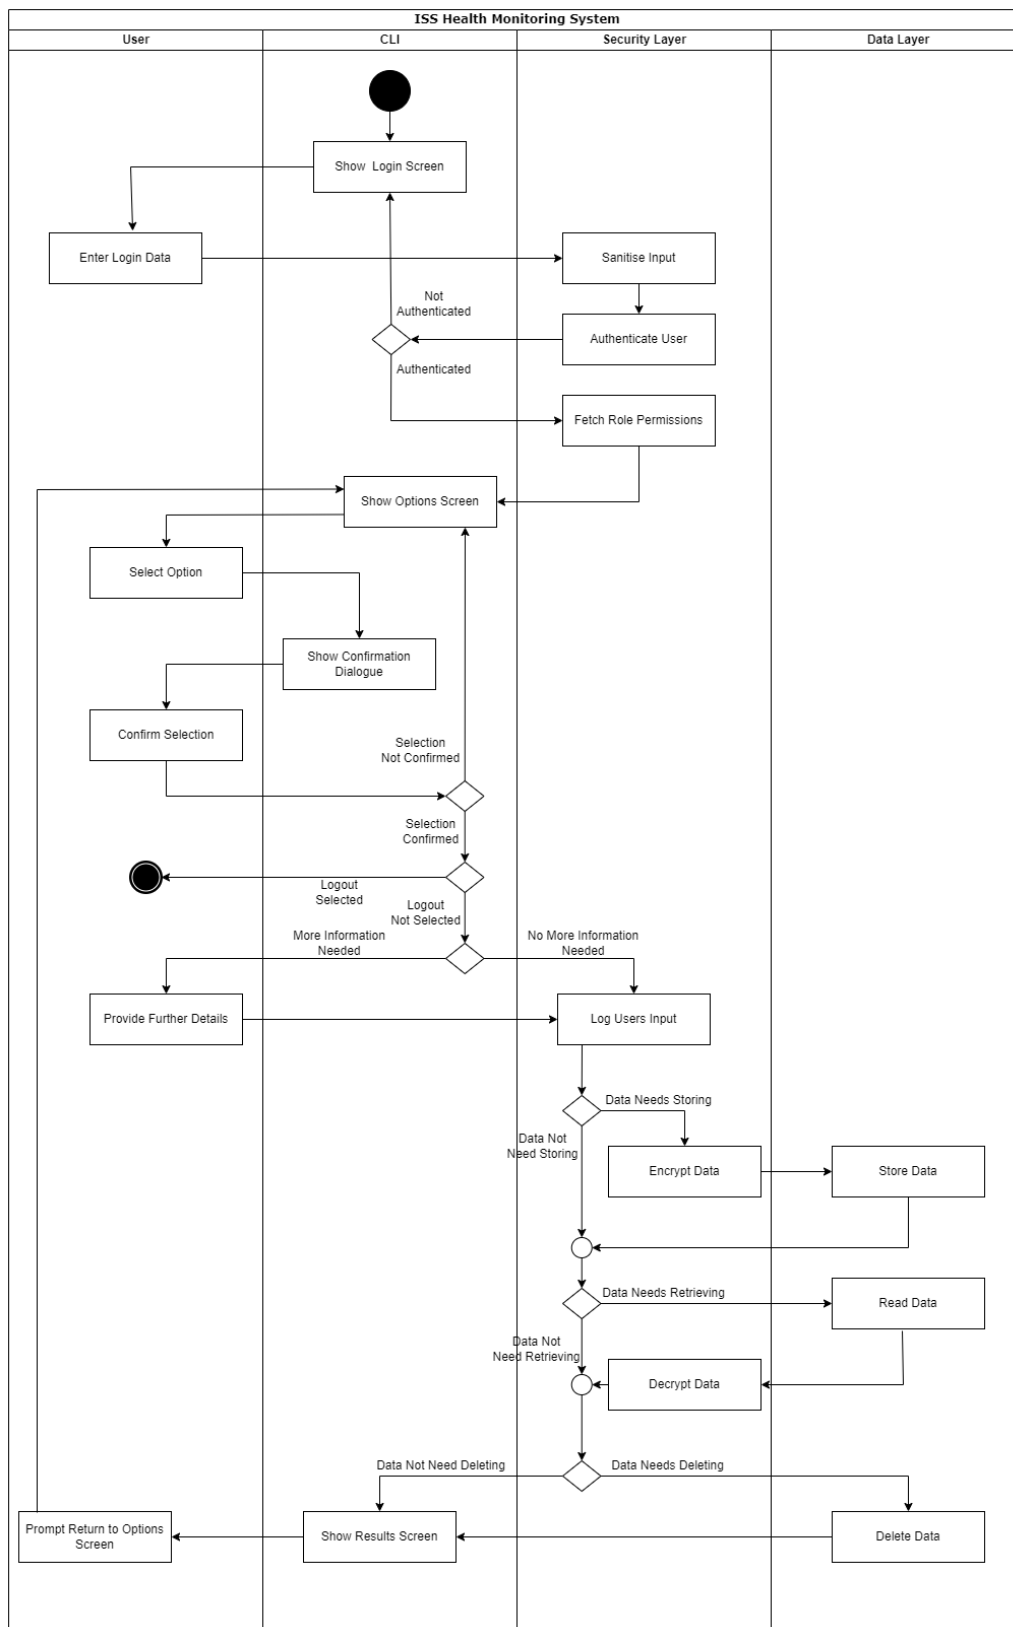 ISS Health Monitoring System
User
CLI
Security Layer
Data Layer
Show Login Screen
Enter Login Data
Sanitise Input
Not
Authenticated
Authenticate User
Authenticated
Fetch Role Permissions
Show Options Screen
Select Option
Show Confirmation
Dialogue
Confirm Selection
Selection
Not Confirmed
Selection
Confirmed
Logout
Selected
Logout
Not Selected
More Information
Needed
No More Information
Needed
Provide Further Details
Log Users Input
Data Needs Storing
Data Not
Need Storing
Encrypt Data
Store Data
Data Needs Retrieving
Read Data
Data Not
Need Retrieving
Decrypt Data
Data Not Need Deleting
Data Needs Deleting
Prompt Return to Options
Screen
Show Results Screen
Delete Data